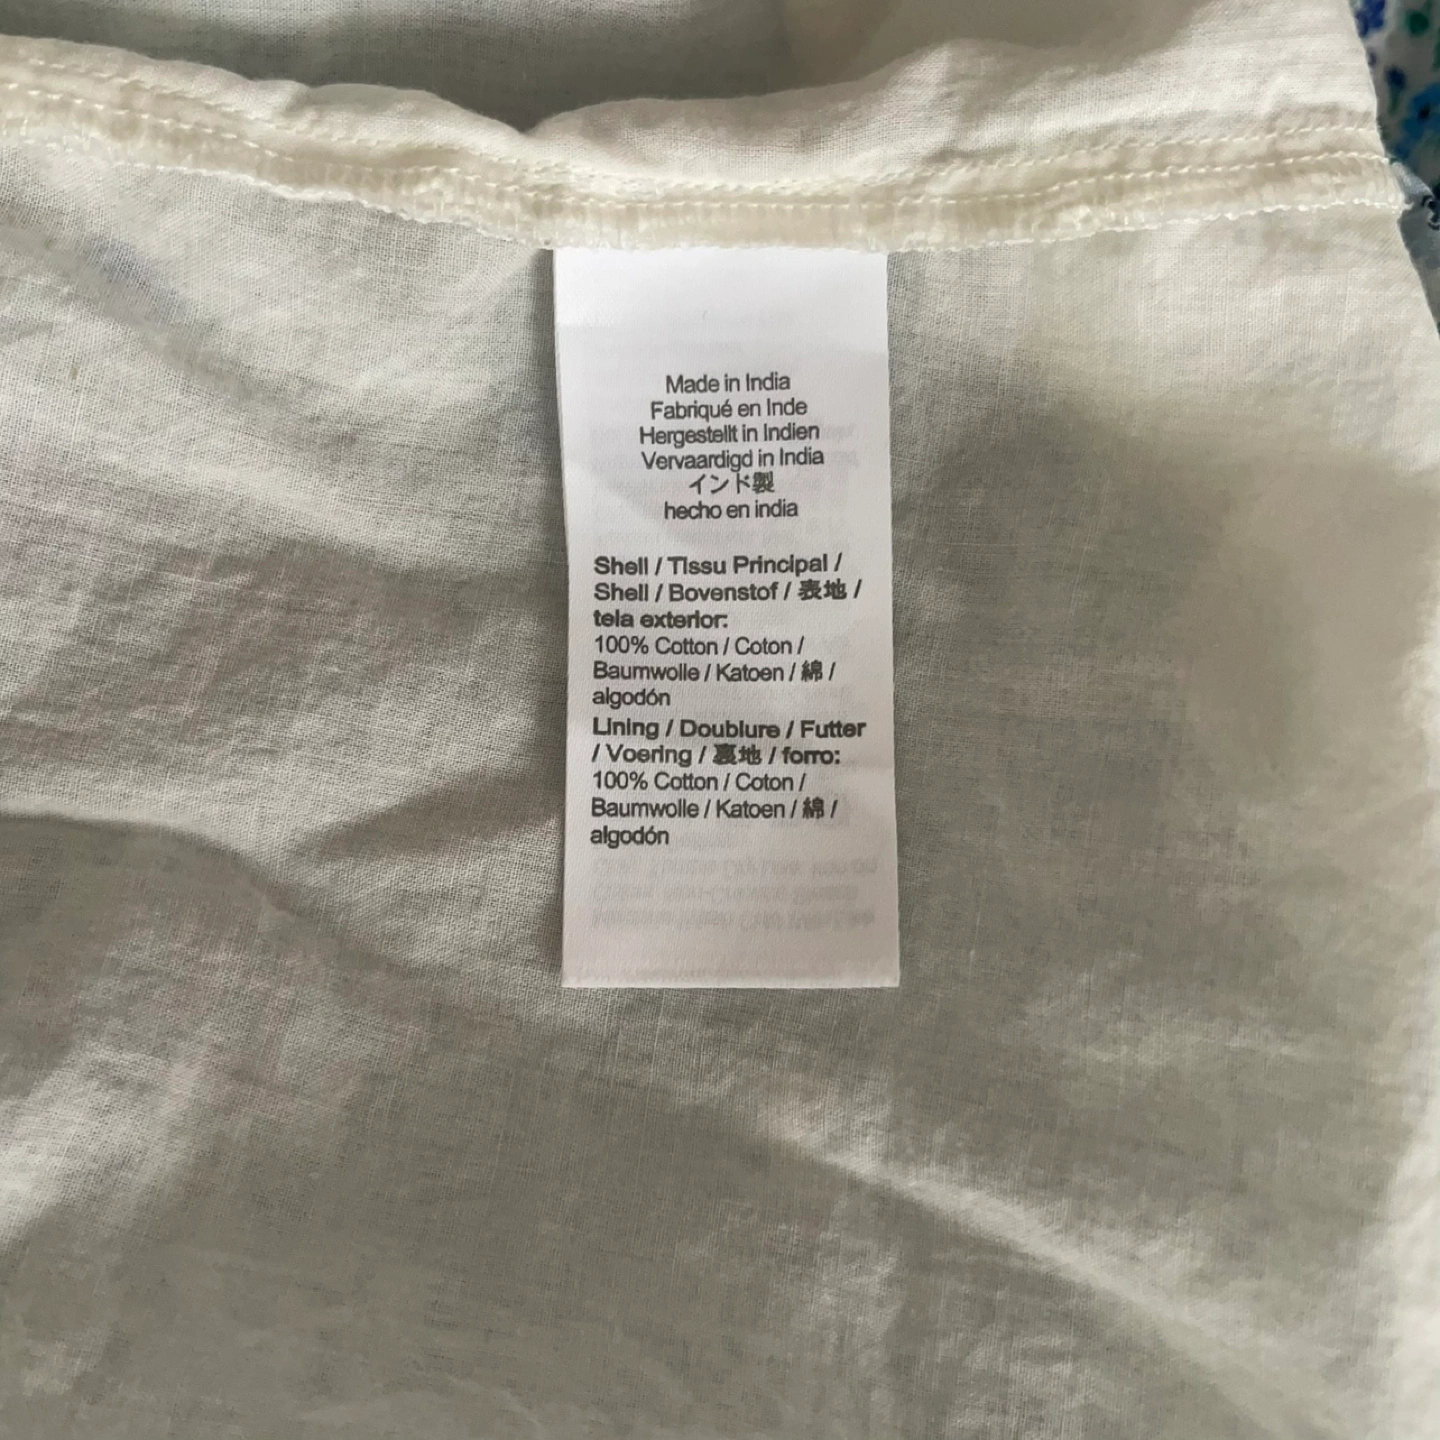 Made in India
Fabriqué en Inde
Hergestellt in Indien
Vervaardigd in India
インド製
hecho en india
Shell / Tissu Principal /
Shell / Bovenstof / 表地 /
tela exterior:
100% Cotton / Coton /
Baumwolle / Katoen / 綿 /
algodón
Lining / Doublure / Futter
/ Voering / 裏地 / forro:
100% Cotton / Coton /
Baumwolle / Katoen / 綿 /
algodón